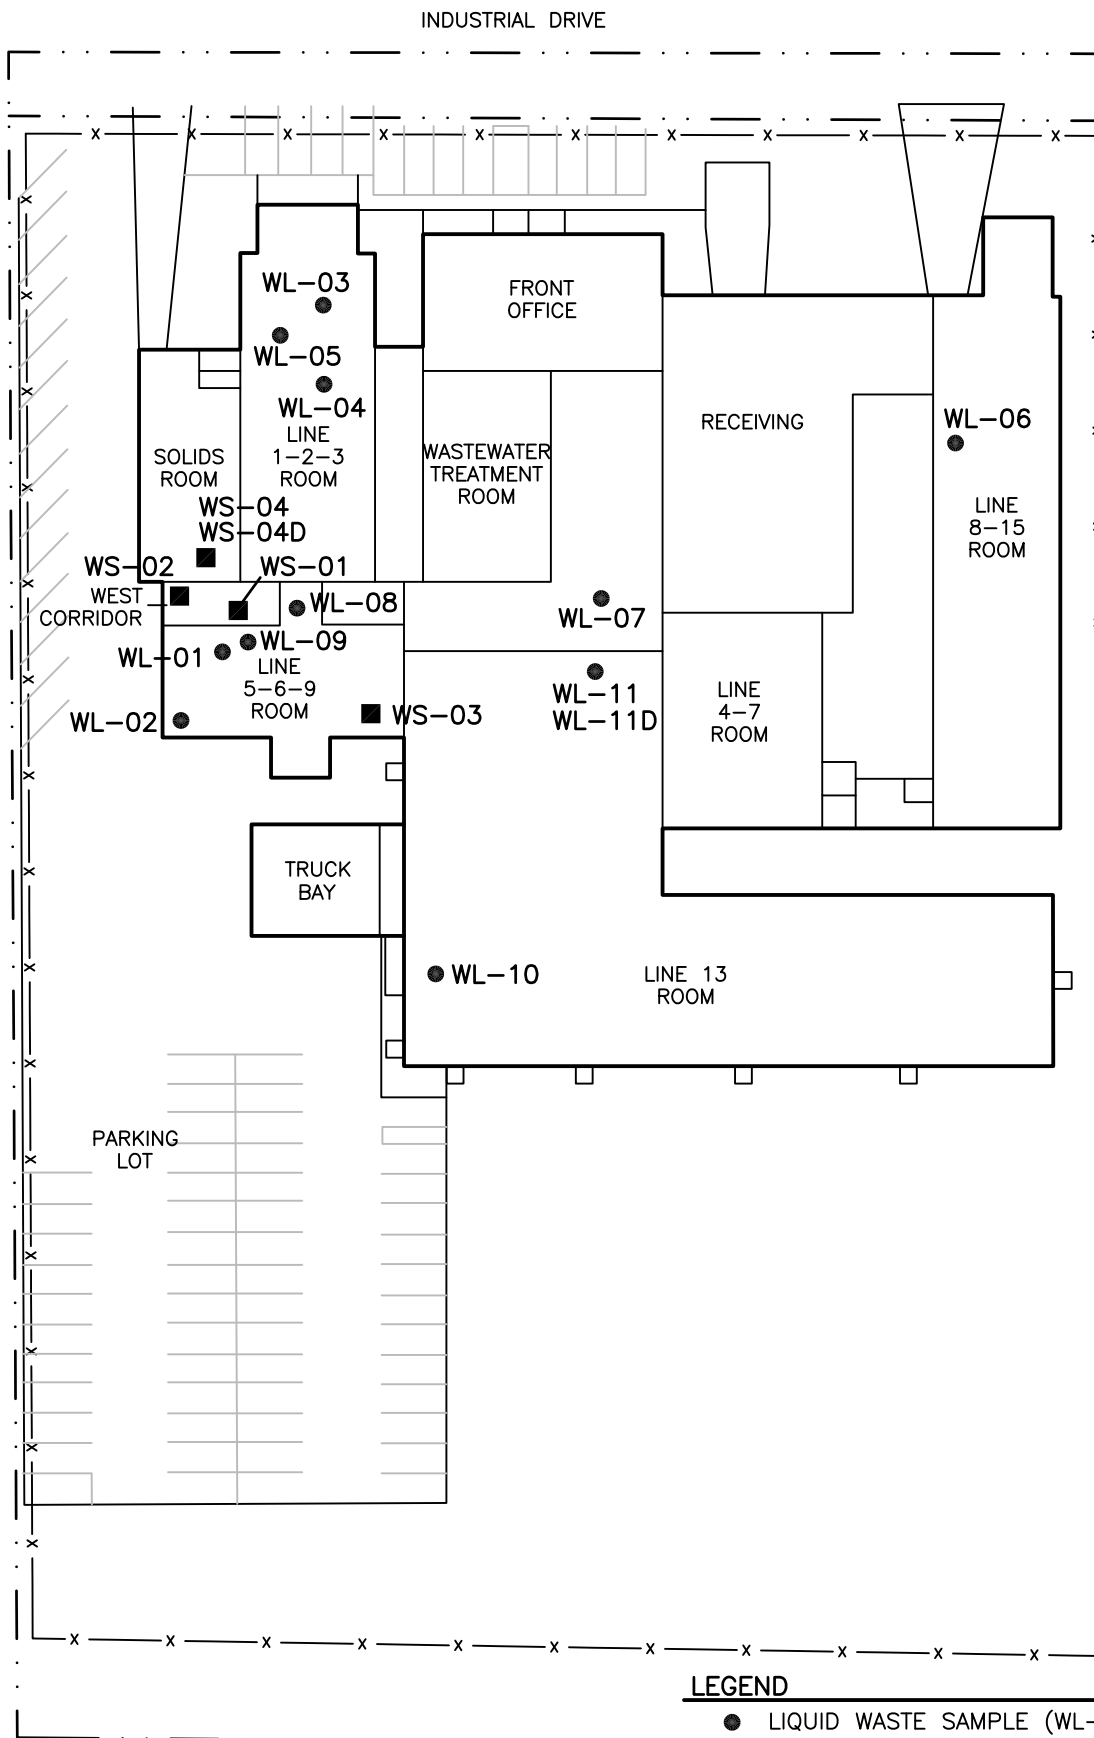 INDUSTRIAL DRIVE
WL-03
FRONT
OFFICE
WL-05
WL-04
LINE
1-2-3
ROOM
SOLIDS
ROOM
WASTEWATER
TREATMENT
ROOM
RECEIVING
WL-06
LINE
8-15
ROOM
WS-04
WS-04D
WS-02
WS-01
WEST
CORRIDOR
WL-08
WL-07
WL-09
WL-01
LINE
5-6-9
ROOM
WL-02
WS-03
WL-11
WL-11D
LINE
4-7
ROOM
TRUCK
BAY
WL-10
LINE 13
ROOM
PARKING
LOT
LEGEND
LIQUID WASTE SAMPLE (WL-